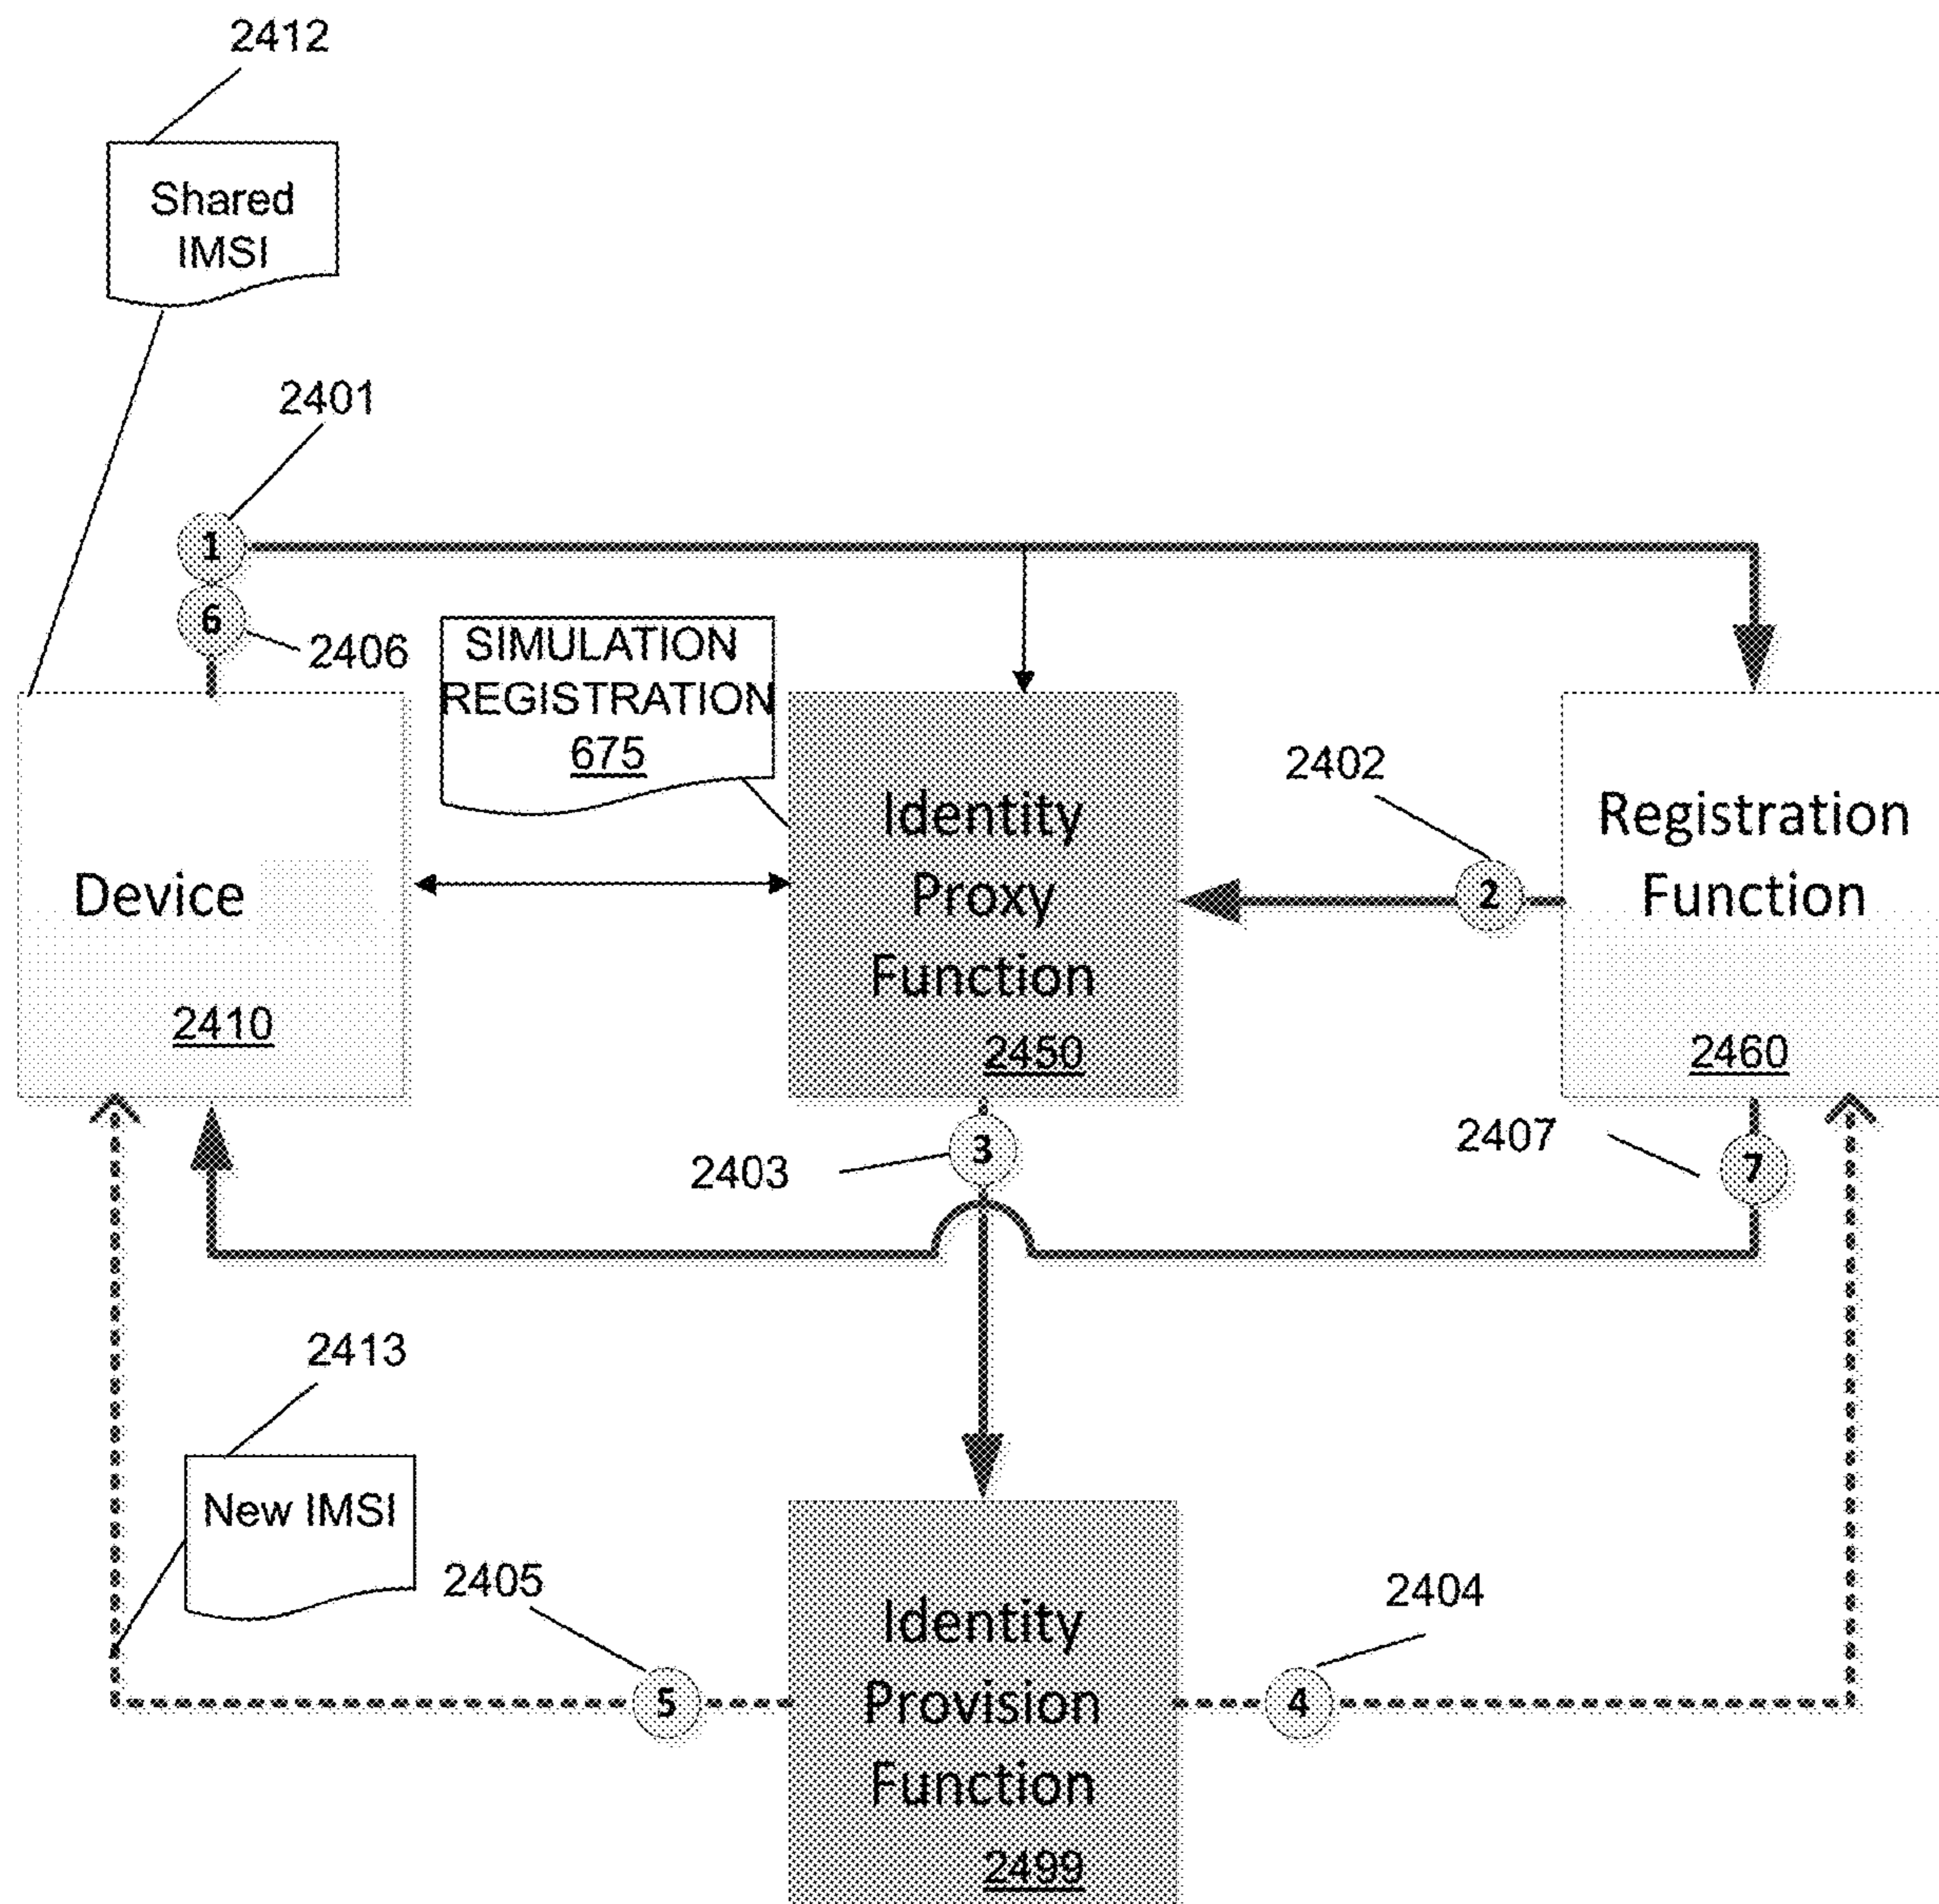 2412
Shared
IMSI
2401
1
6
2406
SIMULATION
REGISTRATION
675
Identity
Proxy
Function
2450
2402
2
Registration
Function
2460
Device
2410
2403
3
2407
7
2413
New IMSI
2405
5
Identity
Provision
Function
2499
2404
4